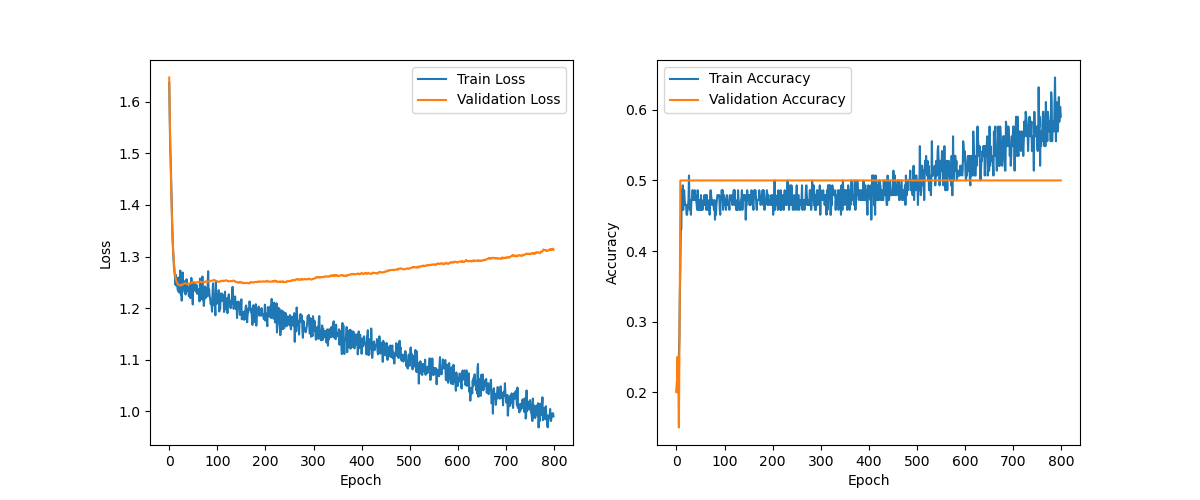 Train Loss
Validation Loss
1.6
1.5
1.4
1.3
1.2
1.1
1.0
Loss
0 100 200 300 400 500 600 700 800
Epoch
Train Accuracy
Validation Accuracy
0.6
0.5
0.4
0.3
0.2
Accuracy
0 100 200 300 400 500 600 700 800
Epoch